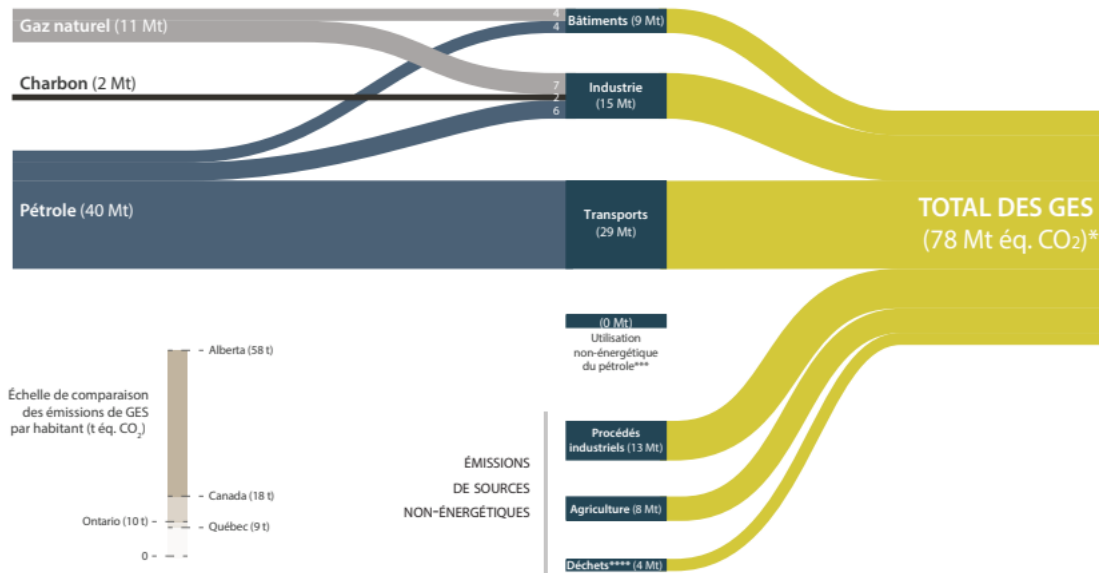 Gaz naturel (11 Mt)
4
4
Bâtiments (9 Mt)
Charbon (2 Mt)
7
2
6
Industrie
(15 Mt)
Pétrole (40 Mt)
Transports
(29 Mt)
TOTAL DES GES
(78 Mt éq. CO₂)*
(0 Mt)
Utilisation
non-énergétique
du pétrole***
Échelle de comparaison
des émissions de GES
par habitant (t éq. CO₂)
Alberta (58 t)
Canada (18 t)
Ontario (10 t)
Québec (9 t)
0
ÉMISSIONS
DE SOURCES
NON-ÉNERGÉTIQUES
Procédés
industriels (13 Mt)
Agriculture (8 Mt)
Déchets**** (4 Mt)